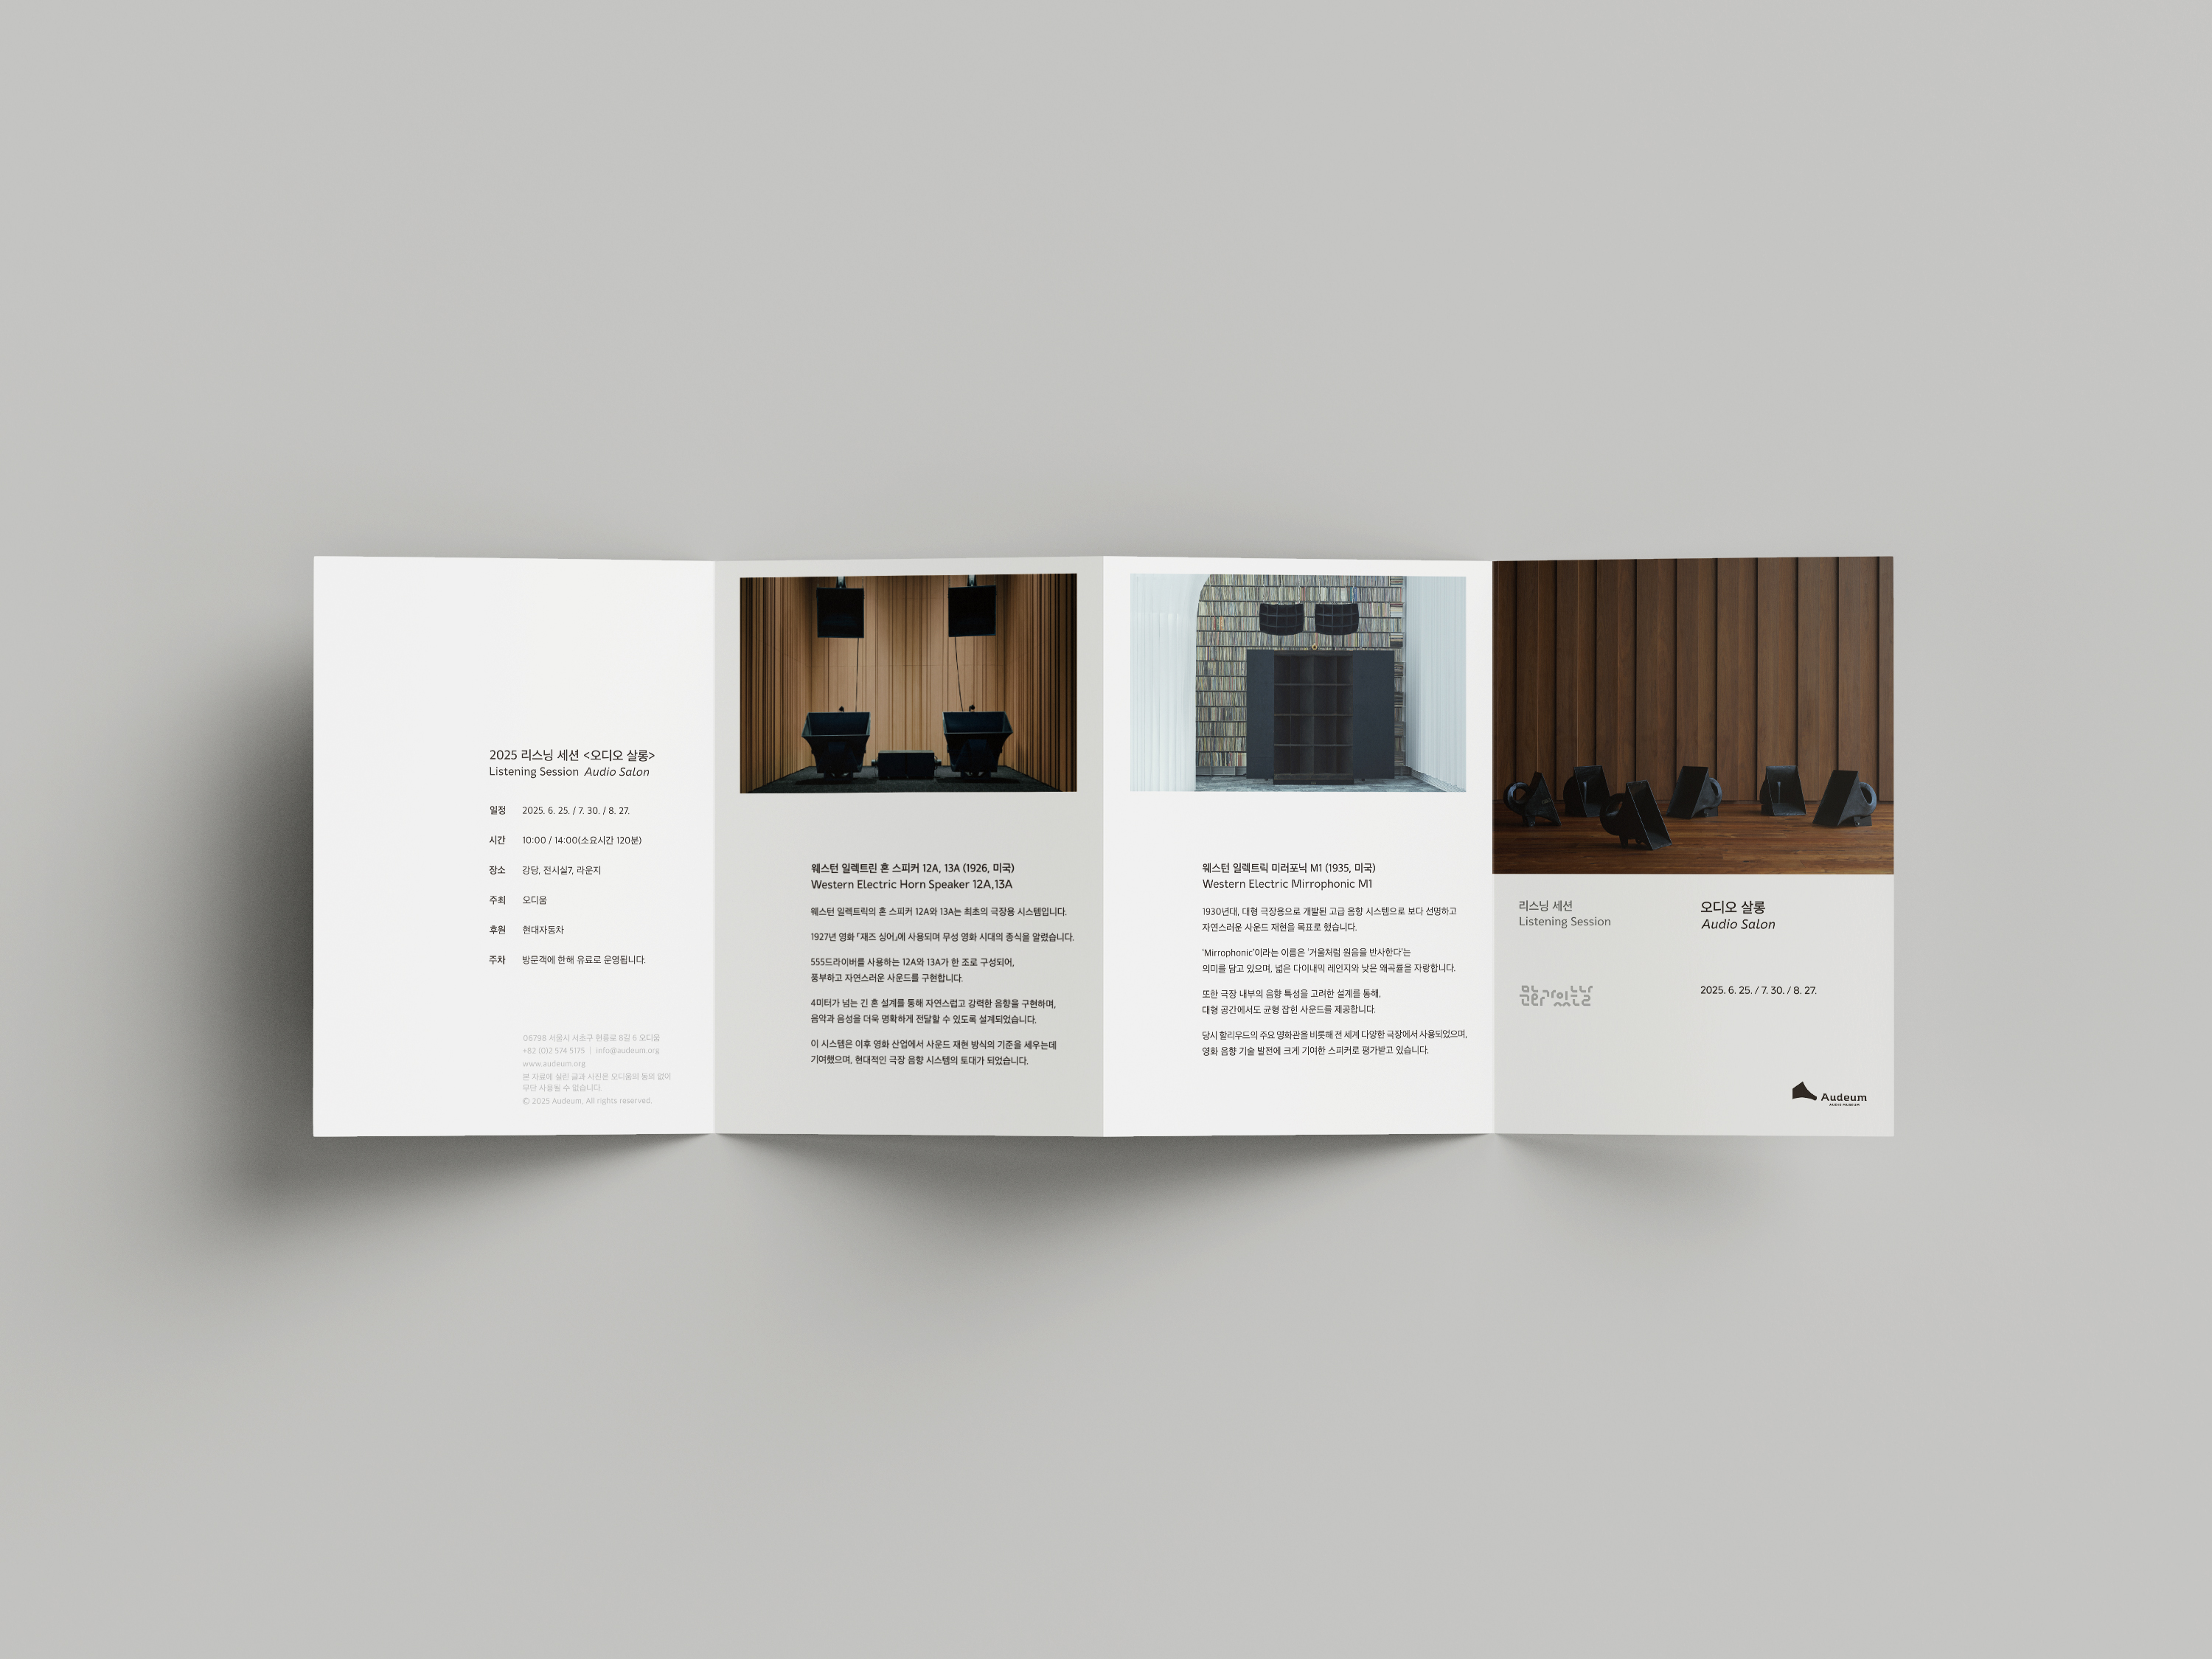 2025 리스닝 세션 <오디오 살롱>
Listening Session Audio Salon
일정 2025. 6. 25. / 7. 30. / 8. 27.
시간 10:00 / 14:00(소요시간 120분)
장소 강당, 전시실7, 라운지
주최 오디움
후원 현대자동차
주차 방문객에 한해 유료로 운영됩니다.
06798 서울시 서초구 헌릉로 8길 6 오디움
+82 (0)2 574 5175 | info@audeum.org
www.audeum.org
본 자료에 실린 글과 사진은 오디움의 동의 없이
무단 사용될 수 없습니다.
© 2025 Audeum. All rights reserved.
웨스턴 일렉트린 혼 스피커 12A, 13A (1926, 미국)
Western Electric Horn Speaker 12A,13A
웨스턴 일렉트릭의 혼 스피커 12A와 13A는 최초의 극장용 시스템입니다.
1927년 영화 「재즈 싱어」에 사용되며 무성 영화 시대의 종식을 알렸습니다.
555드라이버를 사용하는 12A와 13A가 한 조로 구성되어,
풍부하고 자연스러운 사운드를 구현합니다.
4미터가 넘는 긴 혼 설계를 통해 자연스럽고 강력한 음향을 구현하며,
음악과 음성을 더욱 명확하게 전달할 수 있도록 설계되었습니다.
이 시스템은 이후 영화 산업에서 사운드 재현 방식의 기준을 세우는데
기여했으며, 현대적인 극장 음향 시스템의 토대가 되었습니다.
웨스턴 일렉트릭 미러포닉 M1 (1935, 미국)
Western Electric Mirrophonic M1
1930년대, 대형 극장용으로 개발된 고급 음향 시스템으로 보다 선명하고
자연스러운 사운드 재현을 목표로 했습니다.
'Mirrophonic'이라는 이름은 '거울처럼 원음을 반사한다'는
의미를 담고 있으며, 넓은 다이내믹 레인지와 낮은 왜곡률을 자랑합니다.
또한 극장 내부의 음향 특성을 고려한 설계를 통해,
대형 공간에서도 균형 잡힌 사운드를 제공합니다.
당시 할리우드의 주요 영화관을 비롯해 전 세계 다양한 극장에서 사용되었으며,
영화 음향 기술 발전에 크게 기여한 스피커로 평가받고 있습니다.
리스닝 세션
Listening Session
오디오 살롱
Audio Salon
2025. 6. 25. / 7. 30. / 8. 27.
Audeum
AUDIO MUSEUM